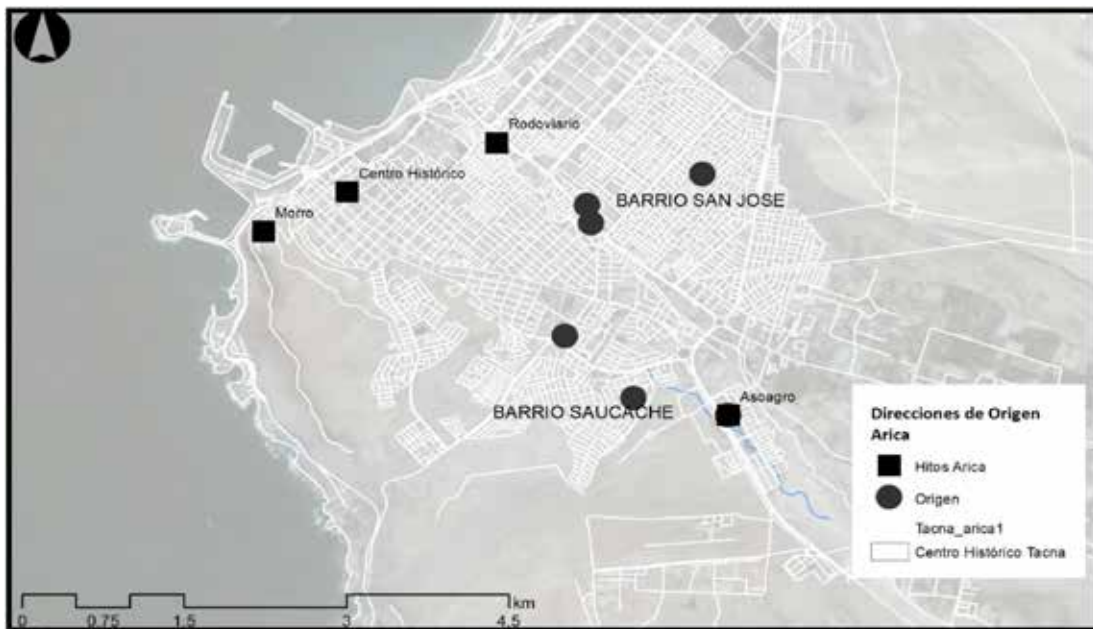 Rodoviario
Centro Histórico
BARRIO SAN JOSE
Morro
BARRIO SAUCACHE
Asoagro
Direcciones de Origen
Arica
Hitos Arica
Origen
Tacna_arica1
Centro Histórico Tacna
km
0 0.75 1.5 3 4.5